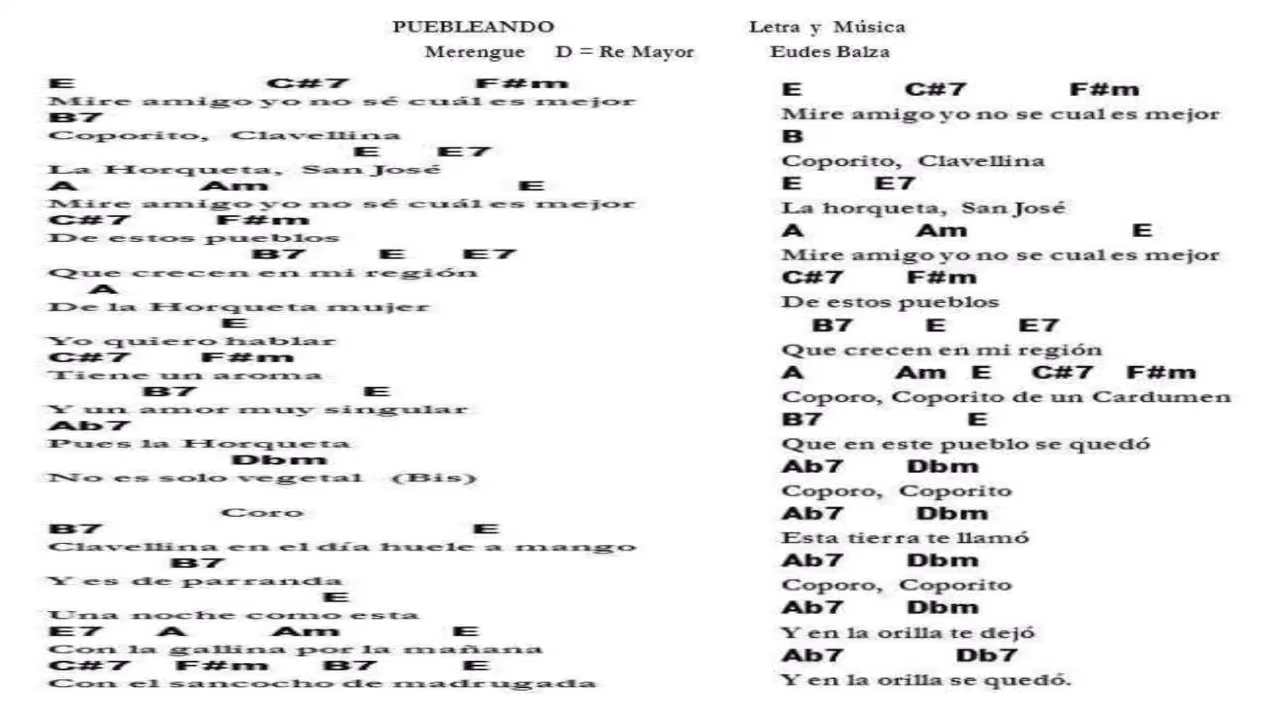 PUEBLEANDO
Letra y Música
Merengue D = Re Mayor
Eudes Balza
E C#7 F#m
Mire amigo yo no sé cuál es mejor
B7
Coporito, Clavellina
E E7
La Horqueta, San José
A Am E
Mire amigo yo no sé cuál es mejor
C#7 F#m
De estos pueblos
B7 E E7
Que crecen en mi región
A
De la Horqueta mujer
E
Yo quiero hablar
C#7 F#m
Tiene un aroma
B7 E
Y un amor muy singular
Ab7
Pues la Horqueta
Dbm
No es solo vegetal (Bis)
Coro
B7 E
Clavellina en el día huele a mango
B7
Y es de parranda
E
Una noche como esta
E7 A Am E
Con la gallina por la mañana
C#7 F#m B7 E
Con el sancocho de madrugada
E C#7 F#m
Mire amigo yo no se cual es mejor
B
Coporito, Clavellina
E E7
La horqueta, San José
A Am E
Mire amigo yo no se cual es mejor
C#7 F#m
De estos pueblos
B7 E E7
Que crecen en mi región
A Am E C#7 F#m
Coporo, Coporito de un Cardumen
B7 E
Que en este pueblo se quedó
Ab7 Dbm
Coporo, Coporito
Ab7 Dbm
Esta tierra te llamó
Ab7 Dbm
Coporo, Coporito
Ab7 Dbm
Y en la orilla te dejó
Ab7 Db7
Y en la orilla se quedó.